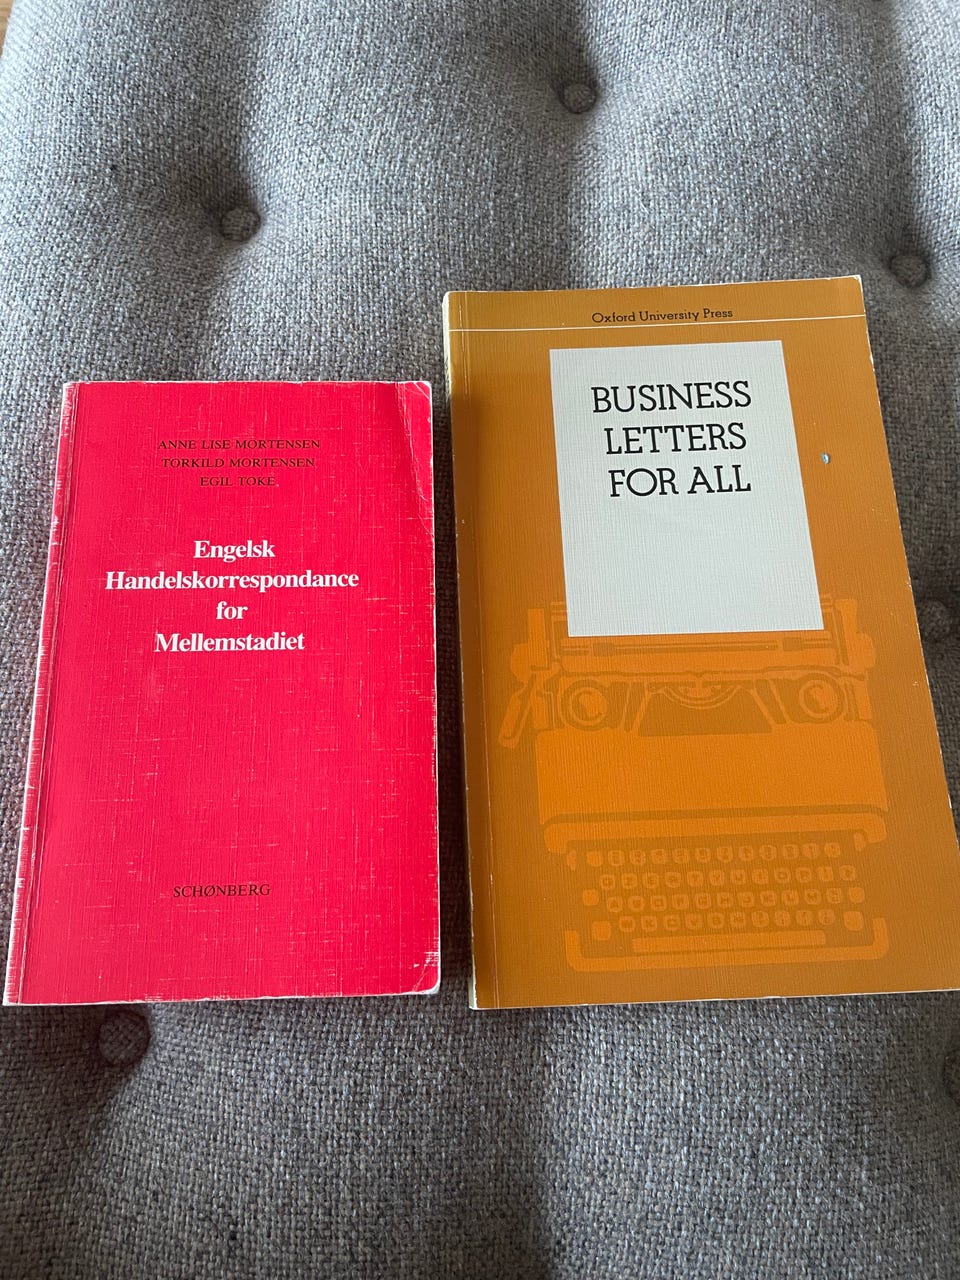 ANNE LISE MORTENSEN
TORKILD MORTENSEN
EGIL TOKE
Engelsk
Handelskorrespondance
for
Mellemstadiet
SCHØNBERG
Oxford University Press
BUSINESS
LETTERS
FOR ALL